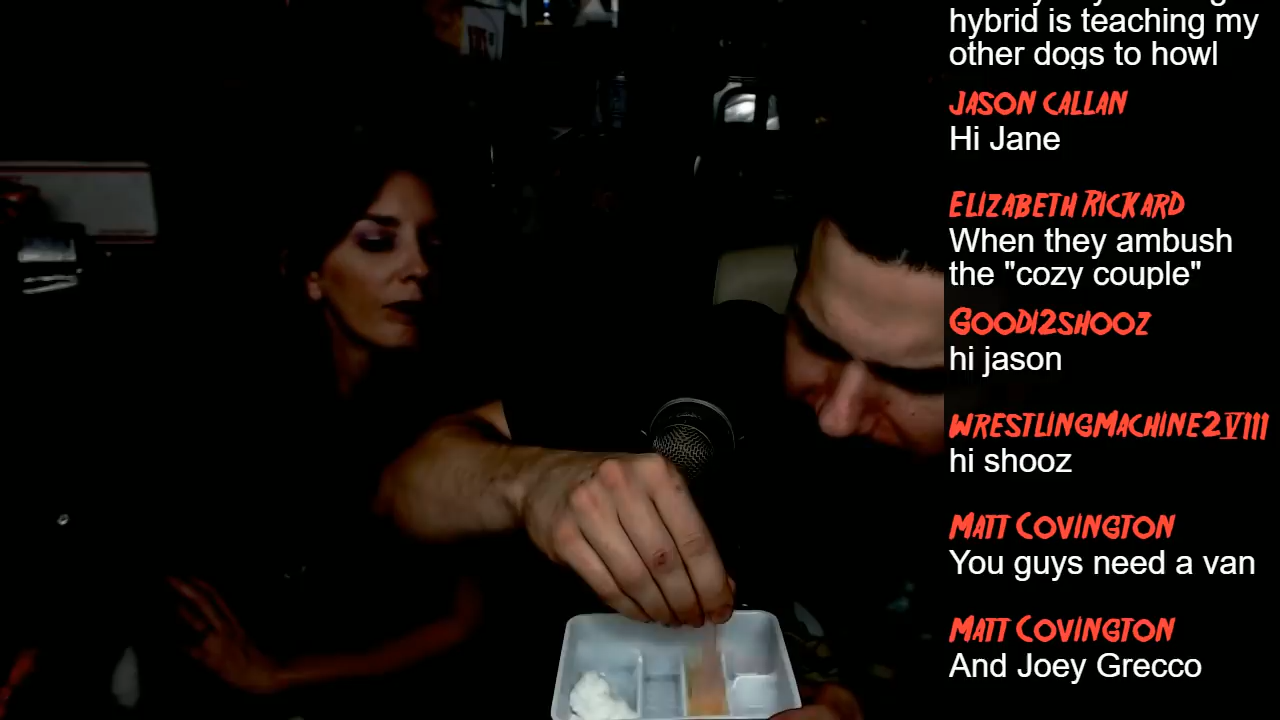 hybrid is teaching my
other dogs to howl
JASON CALLAN
Hi Jane
ELIZABETH RICKARD
When they ambush
the "cozy couple"
GOODI2SHOOZ
hi jason
WRESTLINGMACHINE2VIII
hi shooz
MATT COVINGTON
You guys need a van
MATT COVINGTON
And Joey Grecco